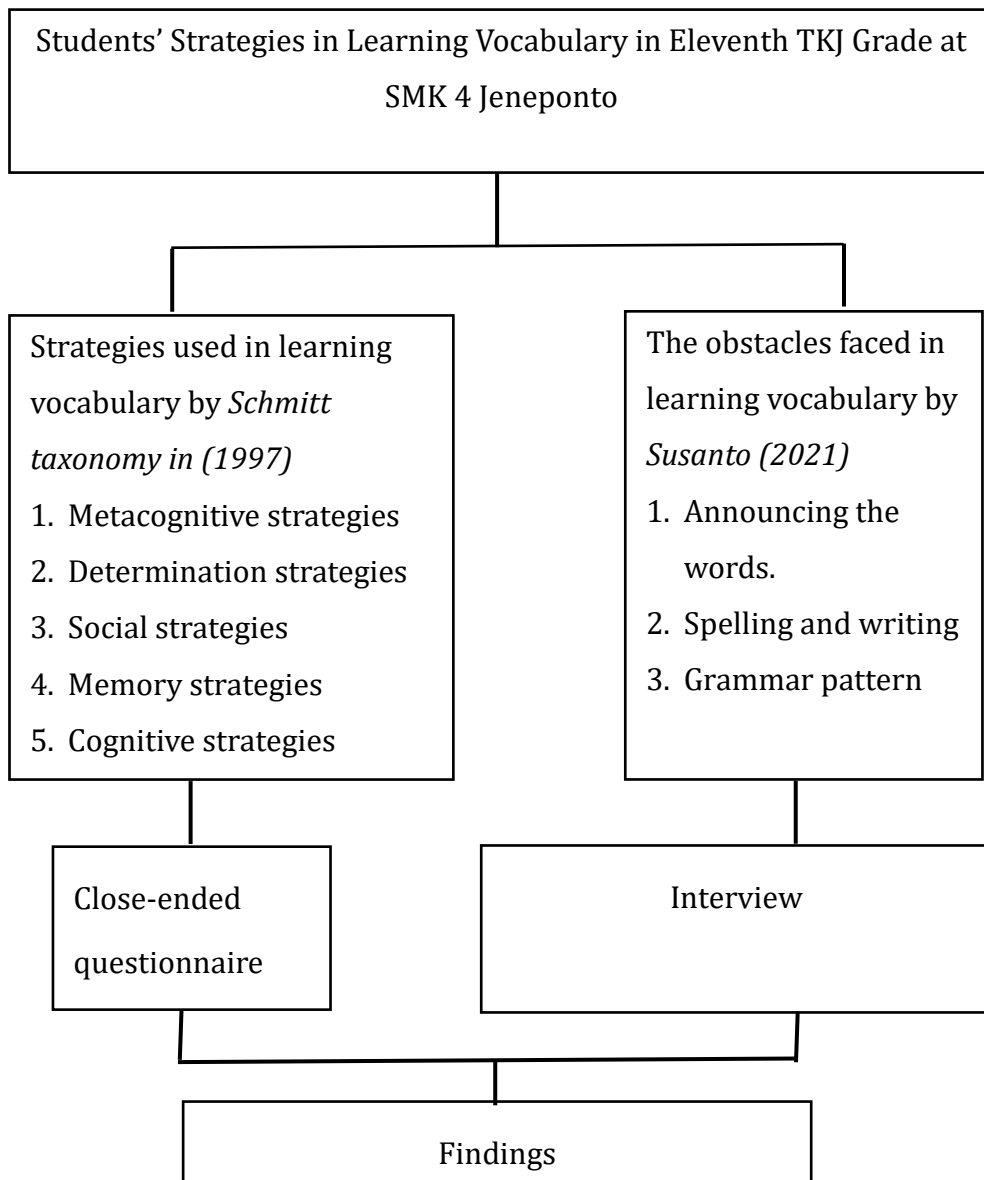 Students’ Strategies in Learning Vocabulary in Eleventh TKJ Grade at
SMK 4 Jeneponto
Strategies used in learning
vocabulary by Schmitt
taxonomy in (1997)
1. Metacognitive strategies
2. Determination strategies
3. Social strategies
4. Memory strategies
5. Cognitive strategies
The obstacles faced in
learning vocabulary by
Susanto (2021)
1. Announcing the
words.
2. Spelling and writing
3. Grammar pattern
Close-ended
questionnaire
Interview
Findings